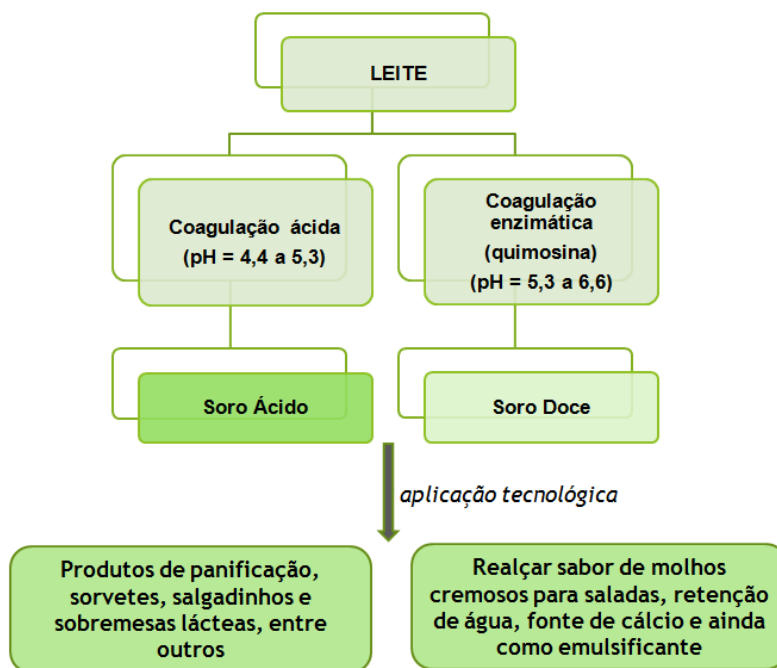 LEITE
Coagulação ácida
(pH = 4,4 a 5,3)
Coagulação
enzimática
(quimosina)
(pH = 5,3 a 6,6)
Soro Ácido
Soro Doce
aplicação tecnológica
Produtos de panificação,
sorvetes, salgadinhos e
sobremesas lácteas, entre
outros
Realçar sabor de molhos
cremosos para saladas, retenção
de água, fonte de cálcio e ainda
como emulsificante